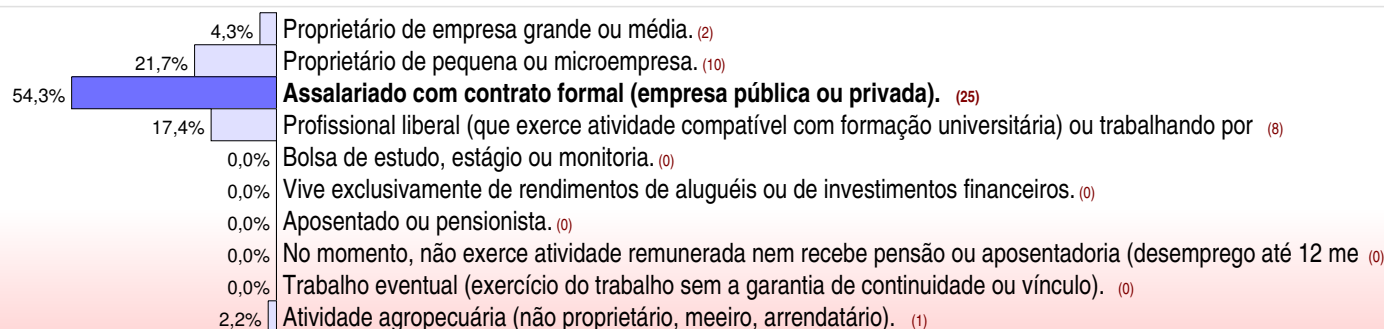 4,3% Proprietário de empresa grande ou média. (2)
21,7% Proprietário de pequena ou microempresa. (10)
54,3% Assalariado com contrato formal (empresa pública ou privada). (25)
17,4% Profissional liberal (que exerce atividade compatível com formação universitária) ou trabalhando por (8)
0,0% Bolsa de estudo, estágio ou monitoria. (0)
0,0% Vive exclusivamente de rendimentos de aluguéis ou de investimentos financeiros. (0)
0,0% Aposentado ou pensionista. (0)
0,0% No momento, não exerce atividade remunerada nem recebe pensão ou aposentadoria (desemprego até 12 me (0)
0,0% Trabalho eventual (exercício do trabalho sem a garantia de continuidade ou vínculo). (0)
2,2% Atividade agropecuária (não proprietário, meeiro, arrendatário). (1)